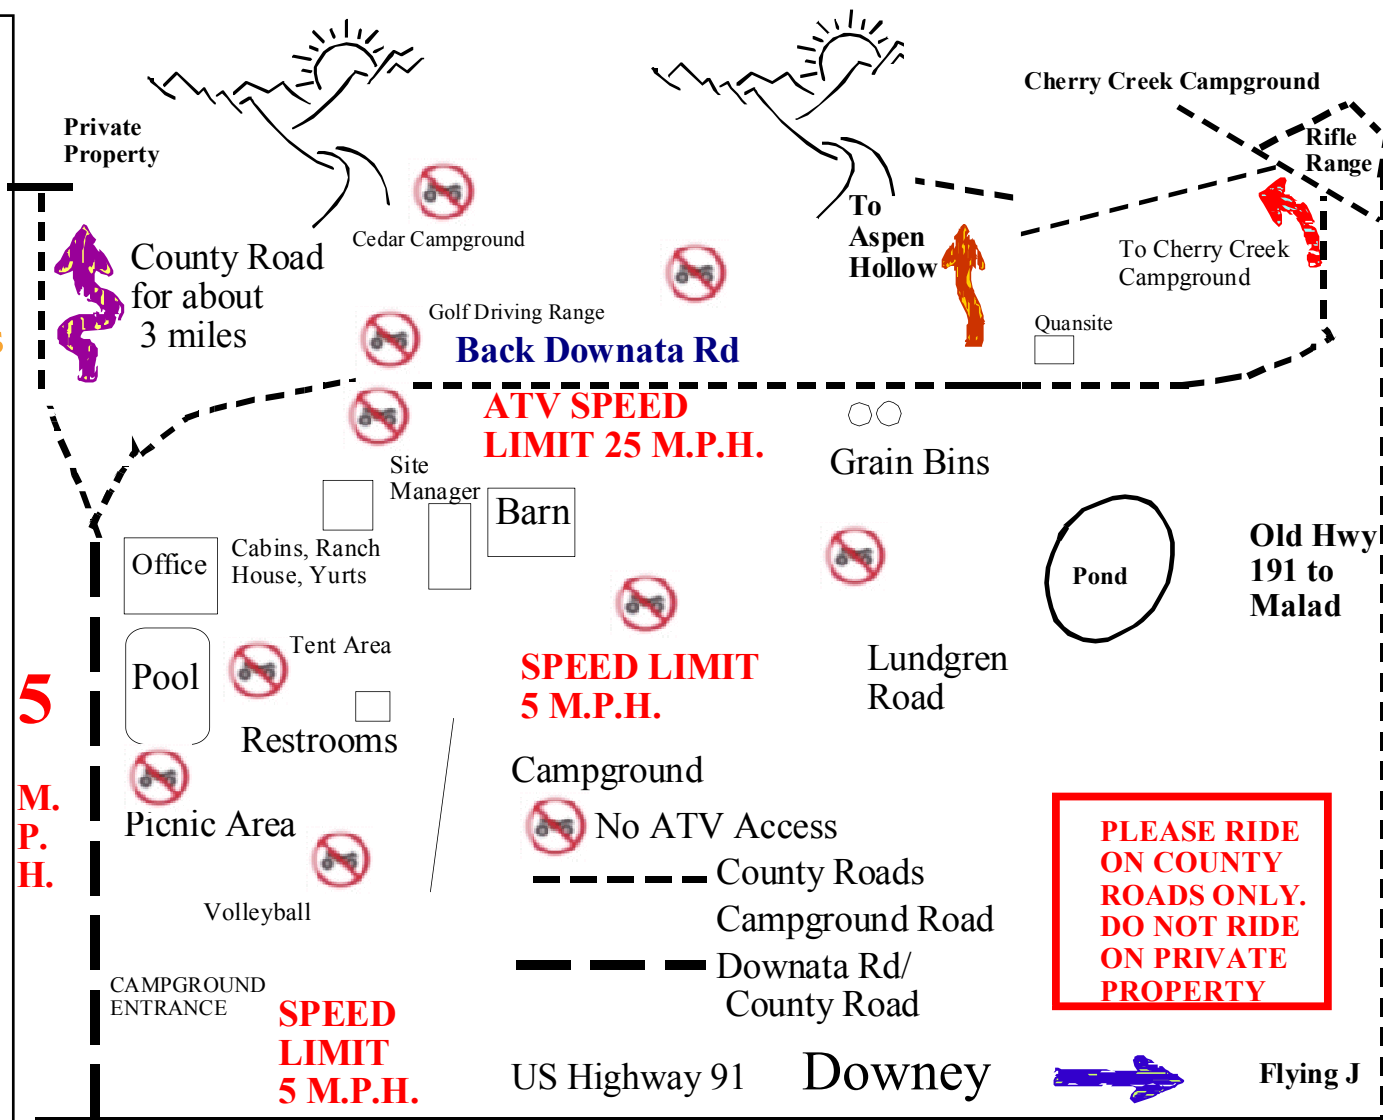 Cherry Creek Campground
Private
Property
Rifle
Range
To
Aspen
Hollow
Cedar Campground
County Road
for about
3 miles
To Cherry Creek
Campground
Golf Driving Range
Quansite
Back Downata Rd
ATV SPEED
LIMIT 25 M.P.H.
Grain Bins
Site
Manager
Barn
Office
Cabins, Ranch
House, Yurts
Old Hwy
191 to
Malad
Pond
Tent Area
Pool
SPEED LIMIT
5 M.P.H.
Lundgren
Road
5
M.
P.
H.
Restrooms
Campground
Picnic Area
No ATV Access
County Roads
Campground Road
Downata Rd/
County Road
Volleyball
PLEASE RIDE
ON COUNTY
ROADS ONLY.
DO NOT RIDE
ON PRIVATE
PROPERTY
CAMPGROUND
ENTRANCE
SPEED
LIMIT
5 M.P.H.
US Highway 91
Downey
Flying J